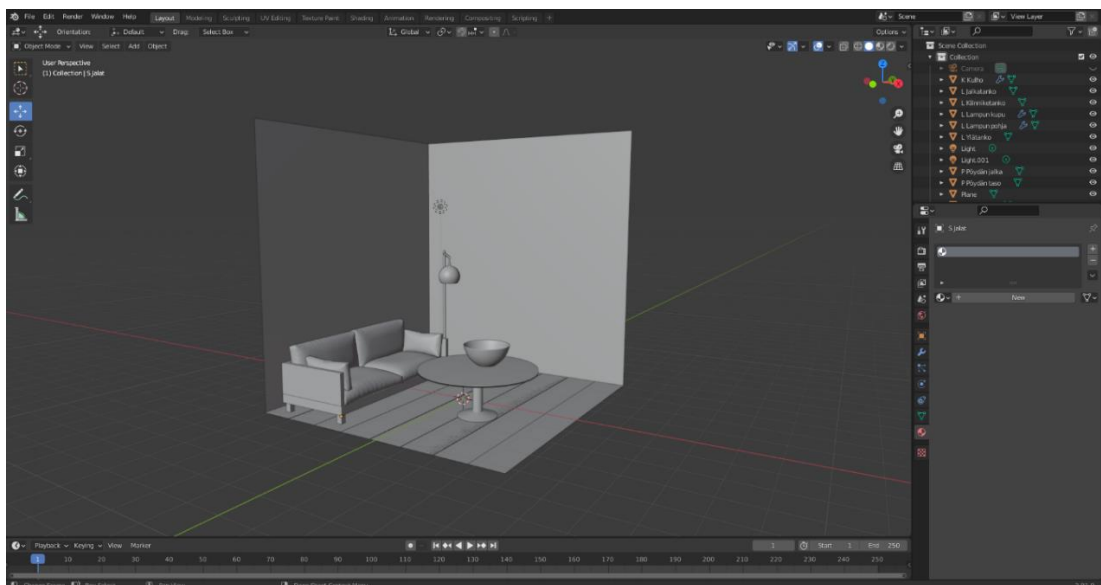 File Edit Render Window Help Layout Modeling Sculpting UV Editing Texture Paint Shading Animation Rendering Compositing Scripting + Scene View Layer
Orientation: Default Drag: Select Box Global Options
Object Mode View Select Add Object
User Perspective
(1) Collection | S jalat
Scene Collection
Collection
Camera
K Kulho
L Jalkatanko
L Kiinniketanko
L Lampunkupu
L Lampunpohja
L Ylätanko
Light
Light.001
P Pöydän jalka
P Pöydän taso
Plane
S jalat
New
Playback Keying View Marker 1 Start 1 End 250
1 10 20 30 40 50 60 70 80 90 100 110 120 130 140 150 160 170 180 190 200 210 220 230 240 250